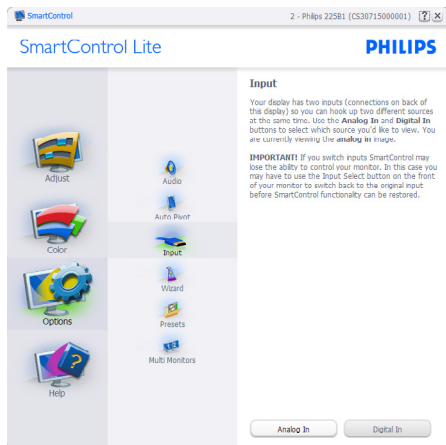 SmartControl
2 - Philips 225B1 (CS30715000001) ? X
SmartControl Lite
PHILIPS
Adjust
Color
Options
Help
Audio
Auto Pivot
Input
Wizard
Presets
Multi Monitors
Input
Your display has two inputs (connections on back of
this display) so you can hook up two different sources
at the same time. Use the Analog In and Digital In
buttons to select which source you'd like to view. You
are currently viewing the analog in image.
IMPORTANT! If you switch inputs SmartControl may
lose the ability to control your monitor. In this case you
may have to use the Input Select button on the front
of your monitor to switch back to the original input
before SmartControl functionality can be restored.
Analog In
Digital In